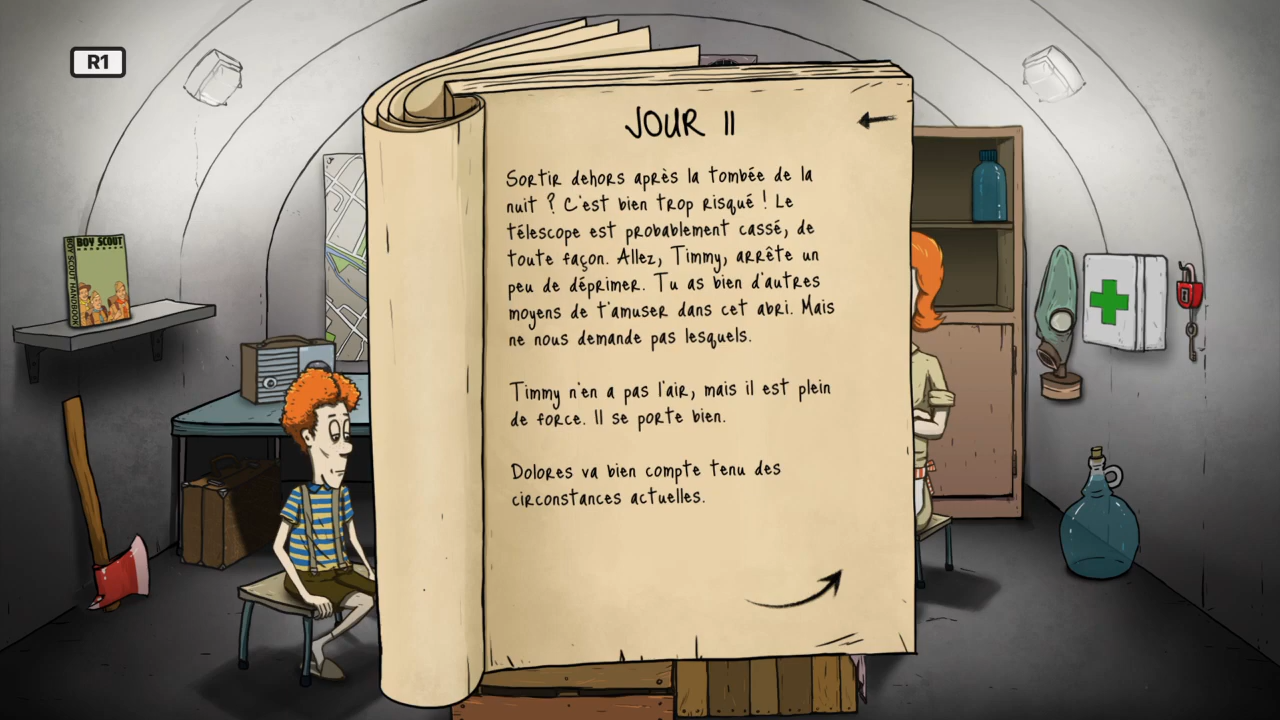 R1
JOUR 11
Sortir dehors après la tombée de la
nuit ? C'est bien trop risqué ! Le
télescope est probablement cassé, de
toute façon. Allez, Timmy, arrête un
peu de déprimer. Tu as bien d'autres
moyens de t'amuser dans cet abri. Mais
ne nous demande pas lesquels.
Timmy n'en a pas l'air, mais il est plein
de force. Il se porte bien.
Dolores va bien compte tenu des
circonstances actuelles.
BOY SCOUT
BOY SCOUT HANDBOOK